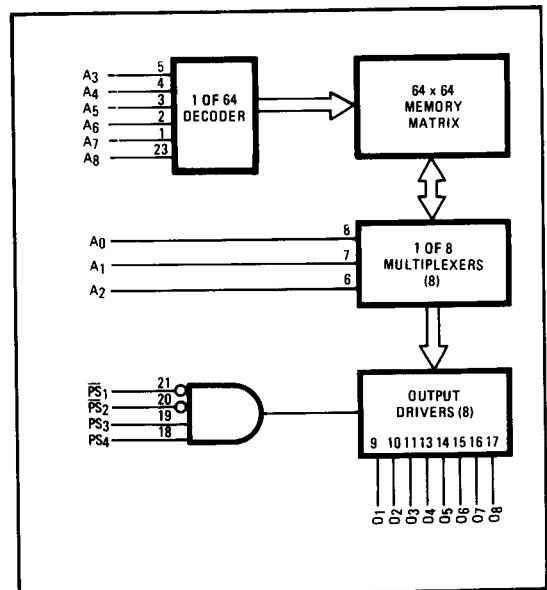 A3 5
A4 4
A5 3
A6 2
A7 1
A8 23
1 OF 64
DECODER
64 x 64
MEMORY
MATRIX
A0 8
A1 7
A2 6
1 OF 8
MULTIPLEXERS
(8)
P̅S̅1 21
P̅S̅2 20
PS3 19
PS4 18
OUTPUT
DRIVERS (8)
9 10 11 13 14 15 16 17
O1 O2 O3 O4 O5 O6 O7 O8